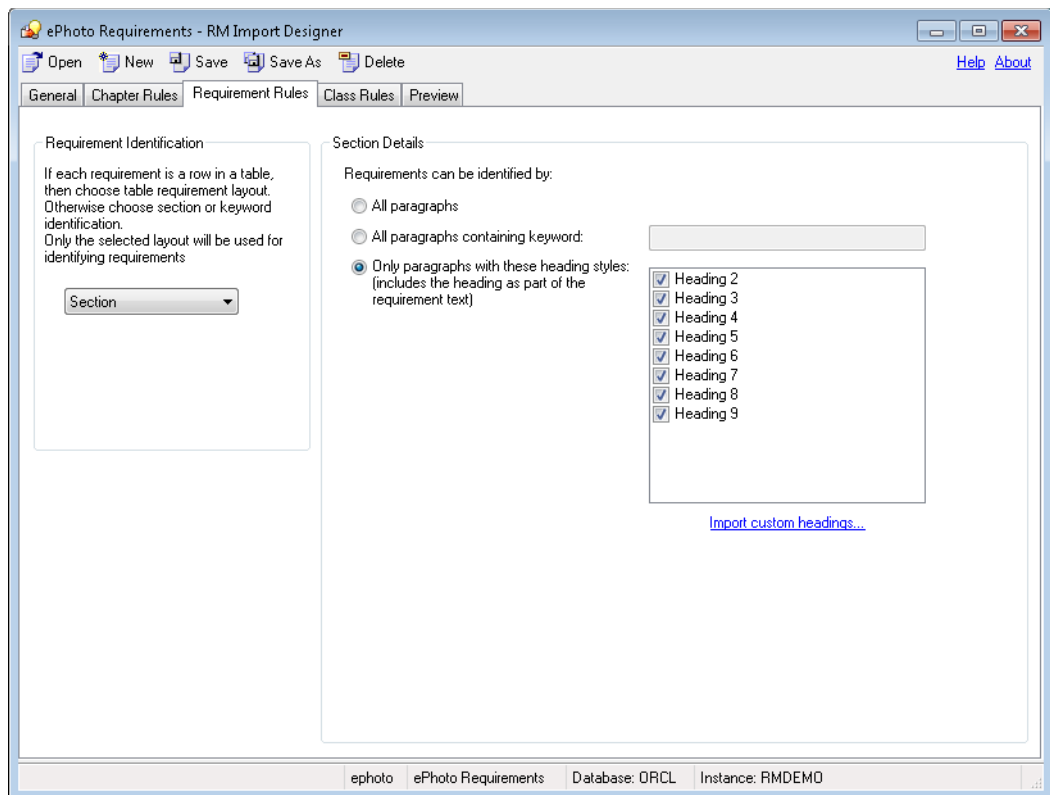 ePhoto Requirements - RM Import Designer
Open New Save Save As Delete Help About
General Chapter Rules Requirement Rules Class Rules Preview
Requirement Identification
If each requirement is a row in a table,
then choose table requirement layout.
Otherwise choose section or keyword
identification.
Only the selected layout will be used for
identifying requirements
Section
Section Details
Requirements can be identified by:
All paragraphs
All paragraphs containing keyword:
Only paragraphs with these heading styles:
(includes the heading as part of the
requirement text)
Heading 2
Heading 3
Heading 4
Heading 5
Heading 6
Heading 7
Heading 8
Heading 9
Import custom headings...
ephoto ePhoto Requirements Database: ORCL Instance: RMDEMO